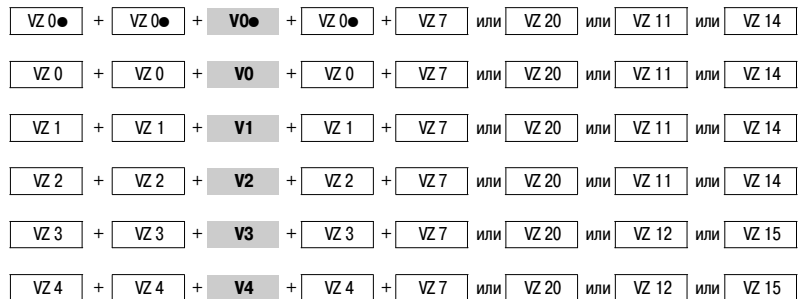 VZ 0● + VZ 0● + V0● + VZ 0● + VZ 7 или VZ 20 или VZ 11 или VZ 14
VZ 0 + VZ 0 + V0 + VZ 0 + VZ 7 или VZ 20 или VZ 11 или VZ 14
VZ 1 + VZ 1 + V1 + VZ 1 + VZ 7 или VZ 20 или VZ 11 или VZ 14
VZ 2 + VZ 2 + V2 + VZ 2 + VZ 7 или VZ 20 или VZ 11 или VZ 14
VZ 3 + VZ 3 + V3 + VZ 3 + VZ 7 или VZ 20 или VZ 12 или VZ 15
VZ 4 + VZ 4 + V4 + VZ 4 + VZ 7 или VZ 20 или VZ 12 или VZ 15